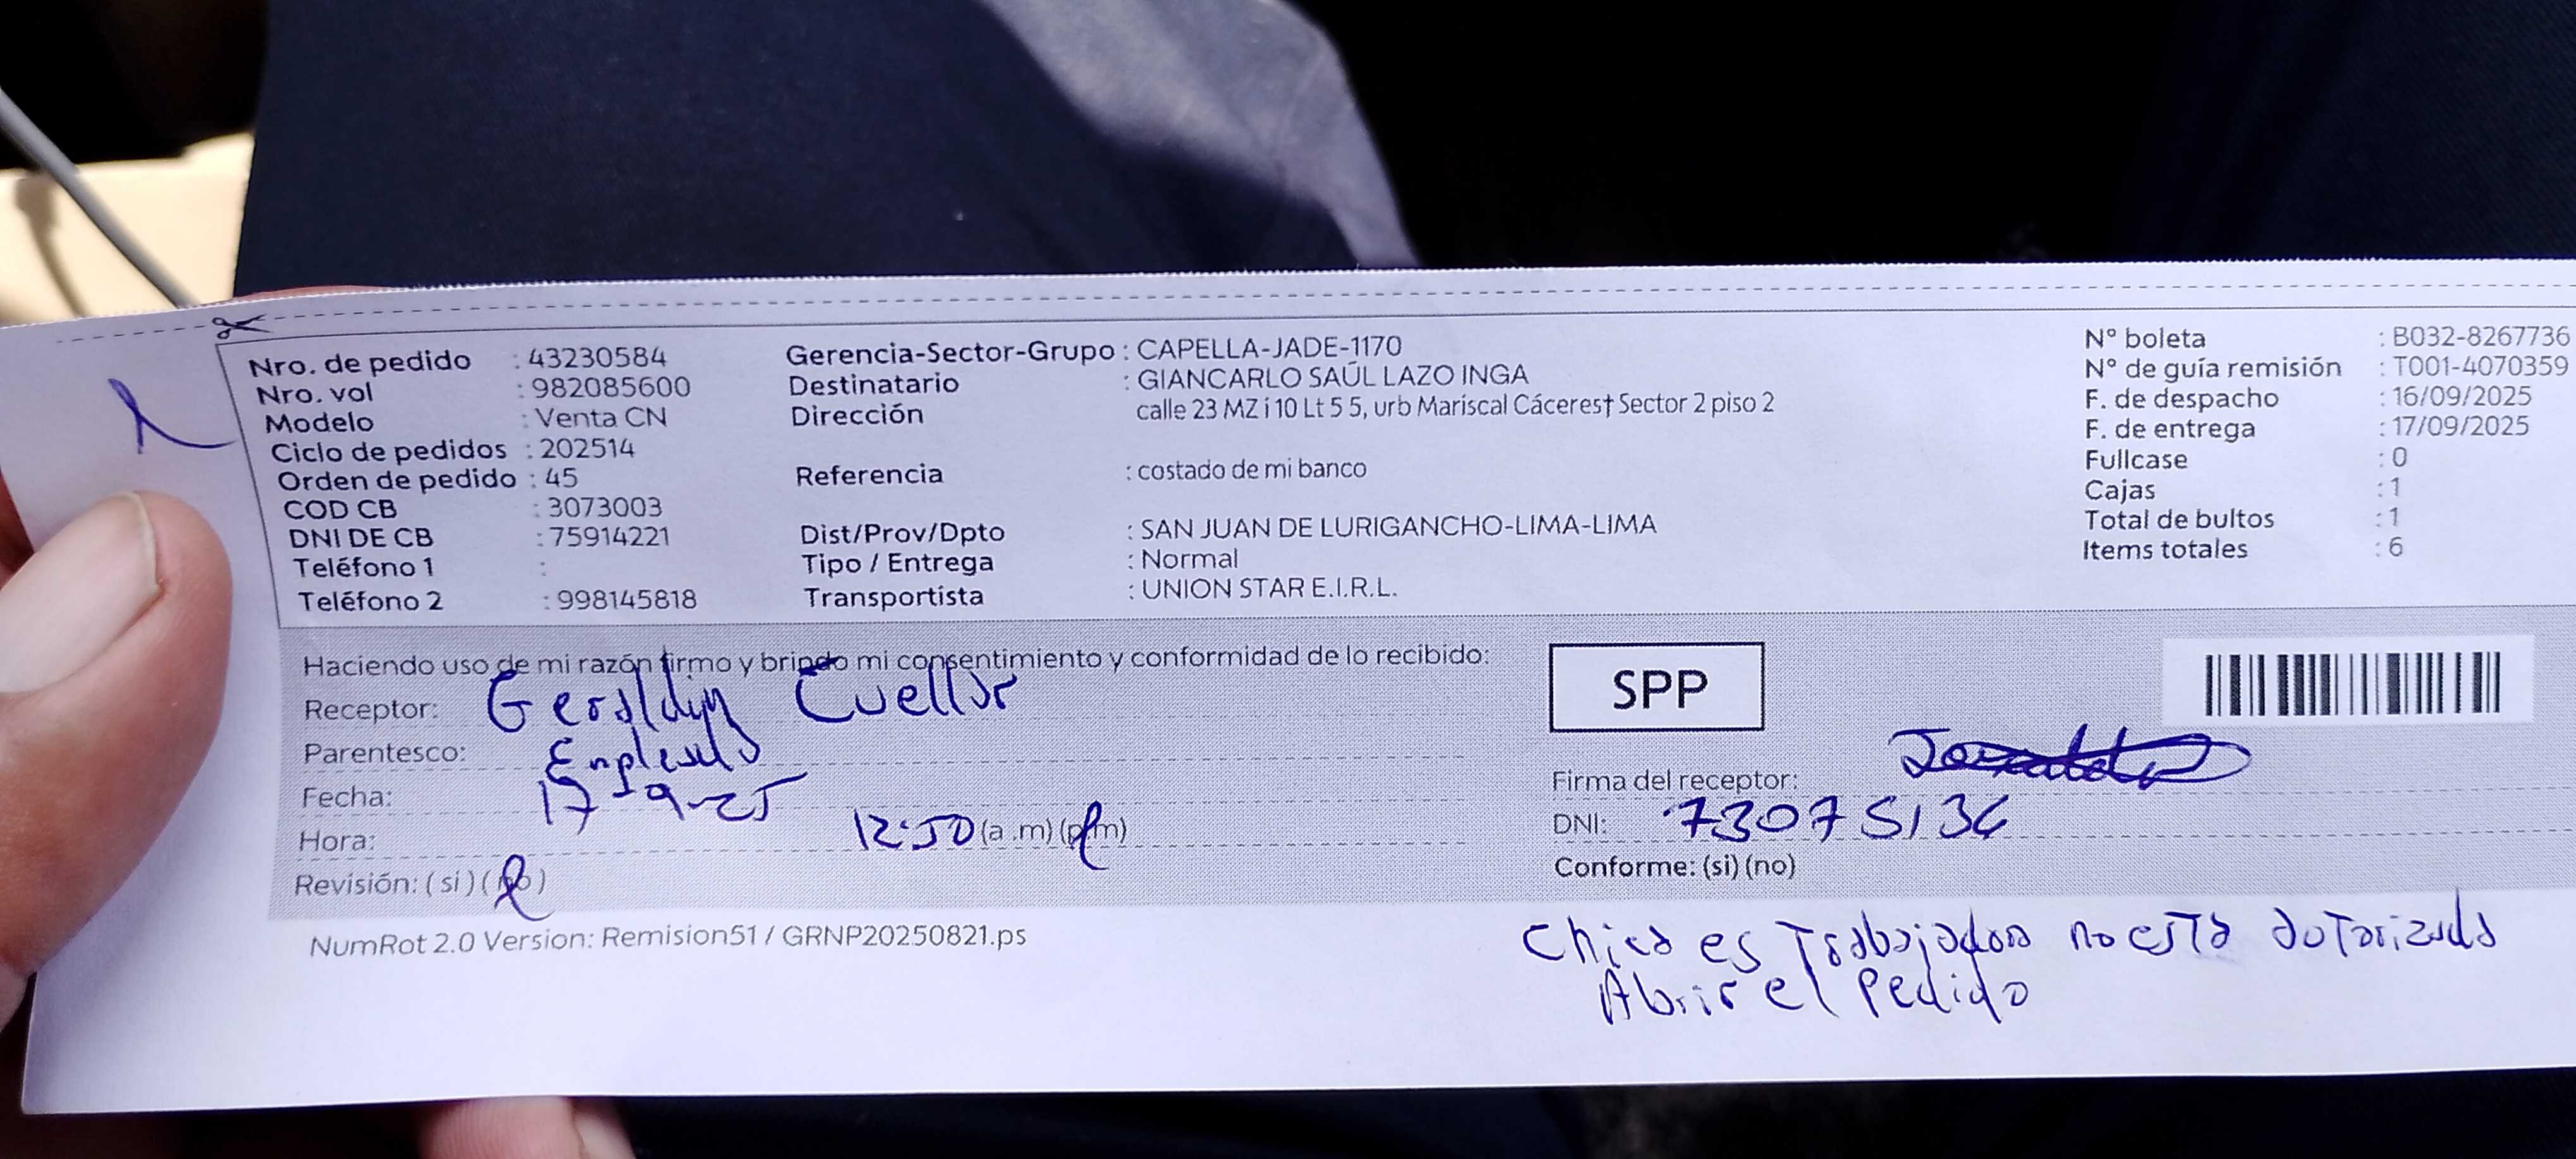 Nro. de pedido : 43230584
Nro. vol : 982085600
Modelo : Venta CN
Ciclo de pedidos : 202514
Orden de pedido : 45
COD CB : 3073003
DNI DE CB : 75914221
Teléfono 1 :
Teléfono 2 : 998145818
Gerencia-Sector-Grupo : CAPELLA-JADE-1170
Destinatario : GIANCARLO SAÚL LAZO INGA
Dirección calle 23 MZ i 10 Lt 5 5, urb Mariscal Cáceres† Sector 2 piso 2
Referencia : costado de mi banco
Dist/Prov/Dpto : SAN JUAN DE LURIGANCHO-LIMA-LIMA
Tipo / Entrega : Normal
Transportista : UNION STAR E.I.R.L.
Nº boleta : B032-8267736
Nº de guía remisión : T001-4070359
F. de despacho : 16/09/2025
F. de entrega : 17/09/2025
Fullcase : 0
Cajas : 1
Total de bultos : 1
Items totales : 6
Haciendo uso de mi razón firmo y brindo mi consentimiento y conformidad de lo recibido:
Receptor: Geraldyn Cuellar
Parentesco: Empleada
Fecha: 17-9-25
Hora: 12:50 (a .m) (p.m)
Revisión: ( si ) ( no )
SPP
Firma del receptor:
DNI: 73075134
Conforme: (si) (no)
NumRot 2.0 Version: Remision51 / GRNP20250821.ps
Chica es Trabajadora no esta autorizada
Abrir el Pedido